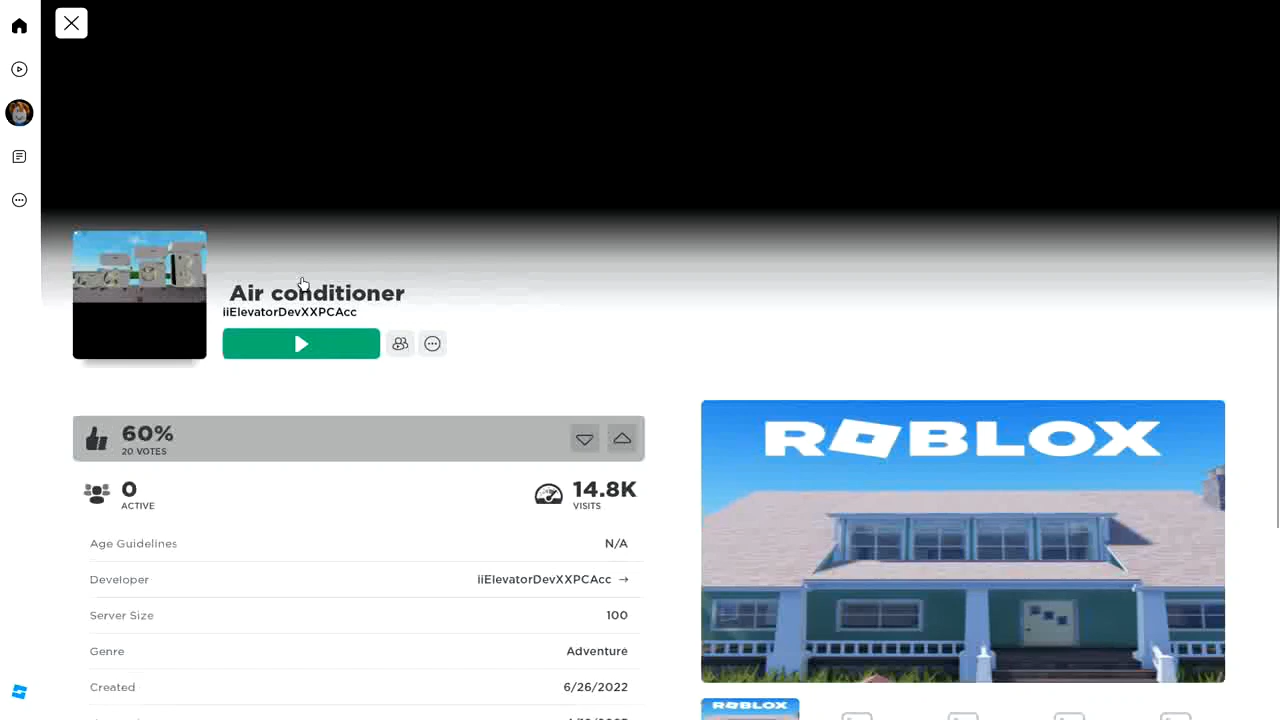 Air conditioner
iiElevatorDevXXPCAcc
60%
20 VOTES
0
ACTIVE
14.8K
VISITS
Age Guidelines N/A
Developer iiElevatorDevXXPCAcc →
Server Size 100
Genre Adventure
Created 6/26/2022
ROBLOX
ROBLOX